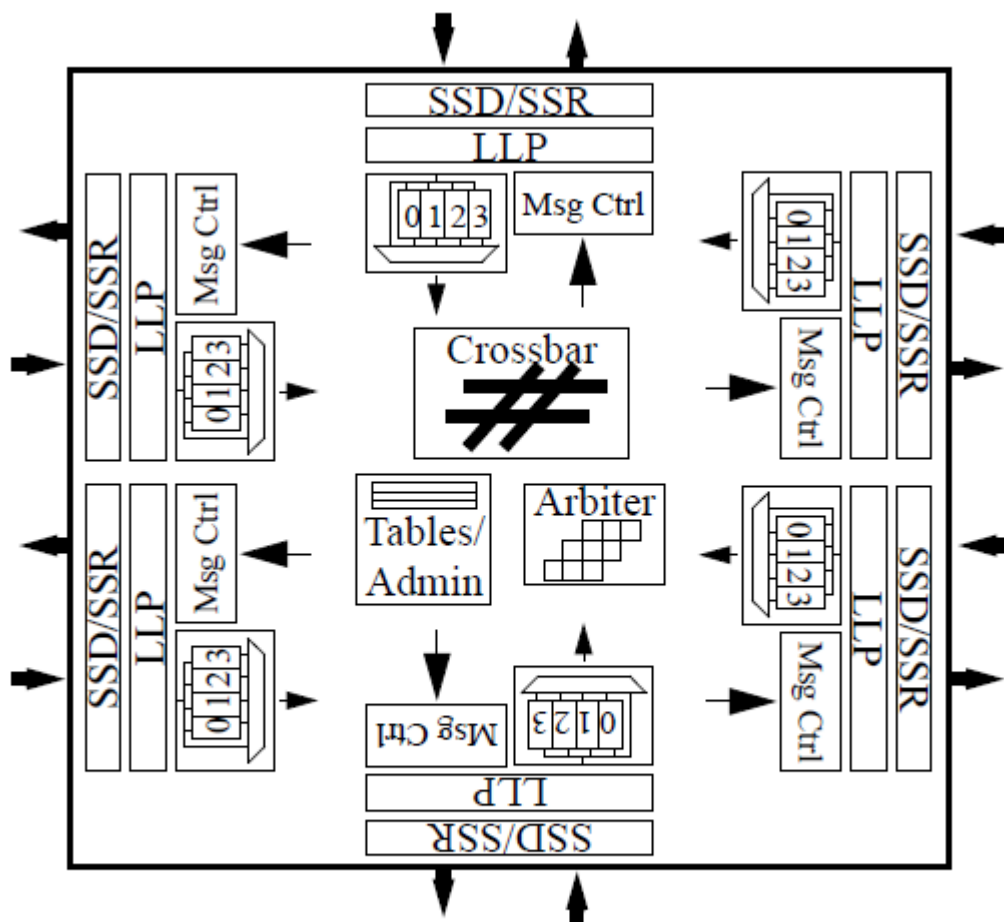 SSD/SSR
LLP
0 1 2 3
Msg Ctrl
SSD/SSR
LLP
Msg Ctrl
0 1 2 3
0 1 2 3
Msg Ctrl
LLP
SSD/SSR
Crossbar
SSD/SSR
LLP
Msg Ctrl
0 1 2 3
Tables/
Admin
Arbiter
0 1 2 3
Msg Ctrl
LLP
SSD/SSR
Msg Ctrl
0 1 2 3
LLP
SSD/SSR